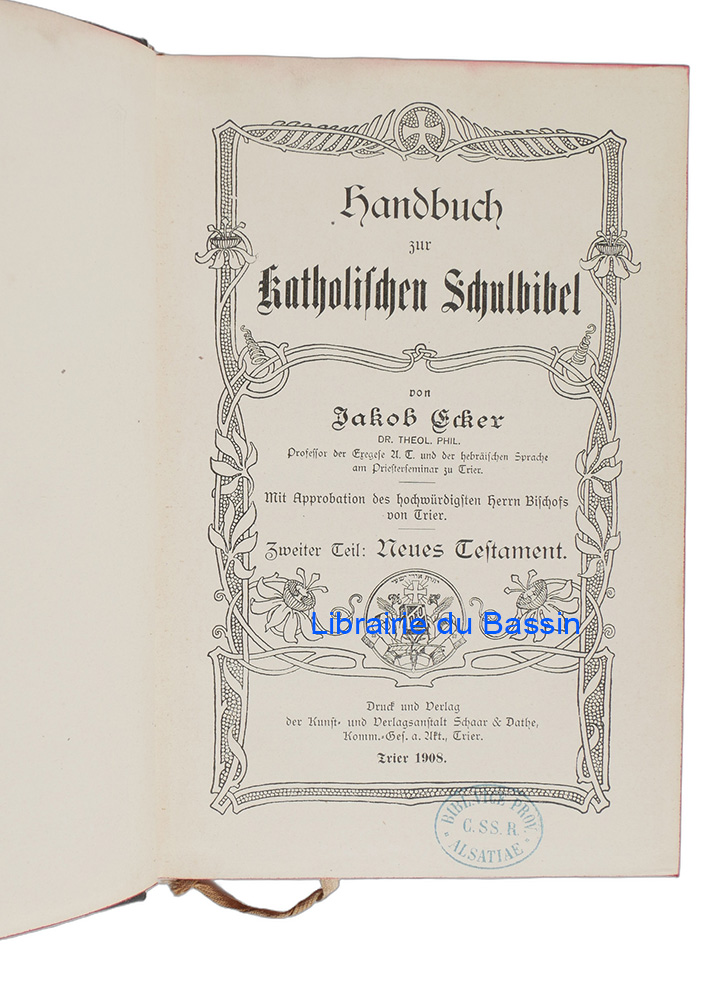 Handbuch
zur
Katholiſchen Schulbibel
von
Jakob Ecker
DR. THEOL. PHIL.
Profeſſor der Exegeſe A. T. und der hebräiſchen Sprache
am Prieſterſeminar zu Trier.
Mit Approbation des hochwürdigſten Herrn Biſchofs
von Trier.
Zweiter Teil: Neues Teſtament.
Librairie du Bassin
Druck und Verlag
der Kunſt- und Verlagsanſtalt Schaar & Dathe,
Komm.-Geſ. a. Akt., Trier.
Trier 1908.
PROV.
C. SS. R.
ALSATIAE